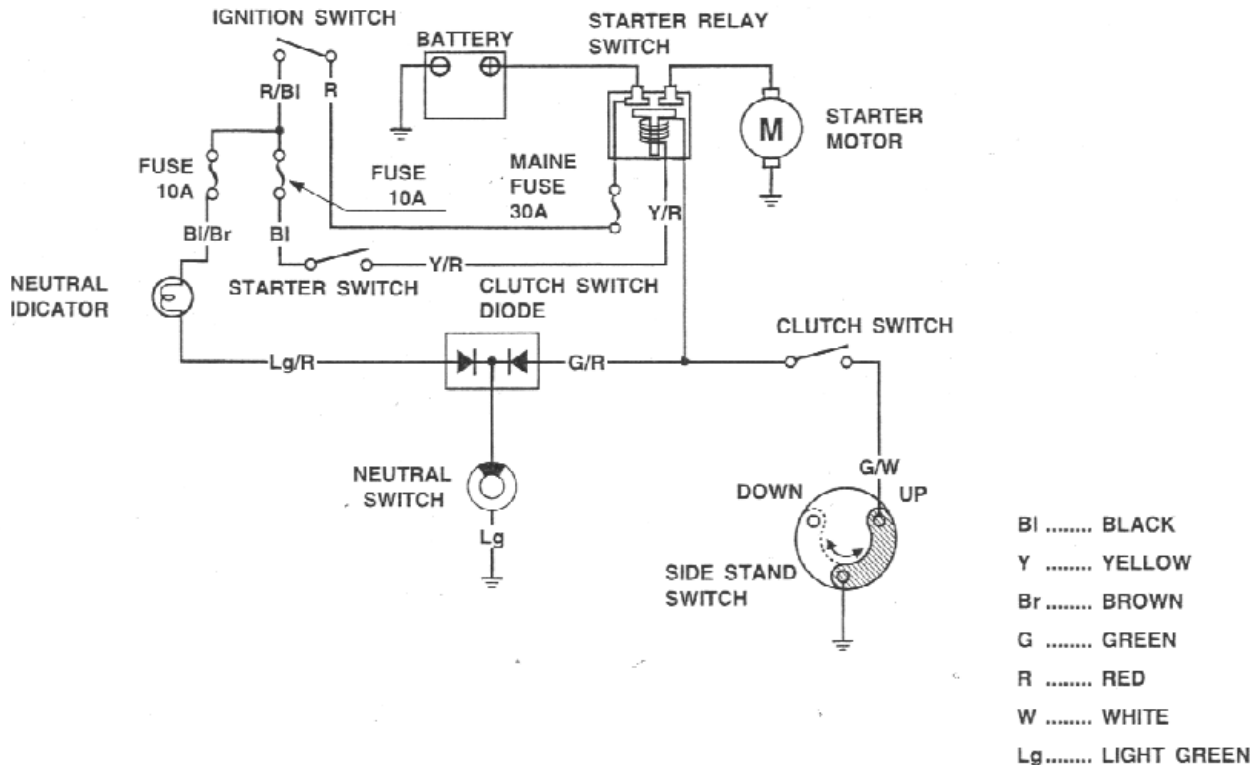 IGNITION SWITCH
BATTERY
STARTER RELAY
SWITCH
R/Bl
R
STARTER
MOTOR
M
FUSE
10A
FUSE
10A
MAINE
FUSE
30A
Y/R
Bl/Br
Bl
Y/R
STARTER SWITCH
NEUTRAL
IDICATOR
CLUTCH SWITCH
DIODE
CLUTCH SWITCH
Lg/R
G/R
NEUTRAL
SWITCH
Lg
G/W
DOWN
UP
SIDE STAND
SWITCH
Bl ........ BLACK
Y ........ YELLOW
Br ........ BROWN
G ........ GREEN
R ........ RED
W ........ WHITE
Lg ........ LIGHT GREEN